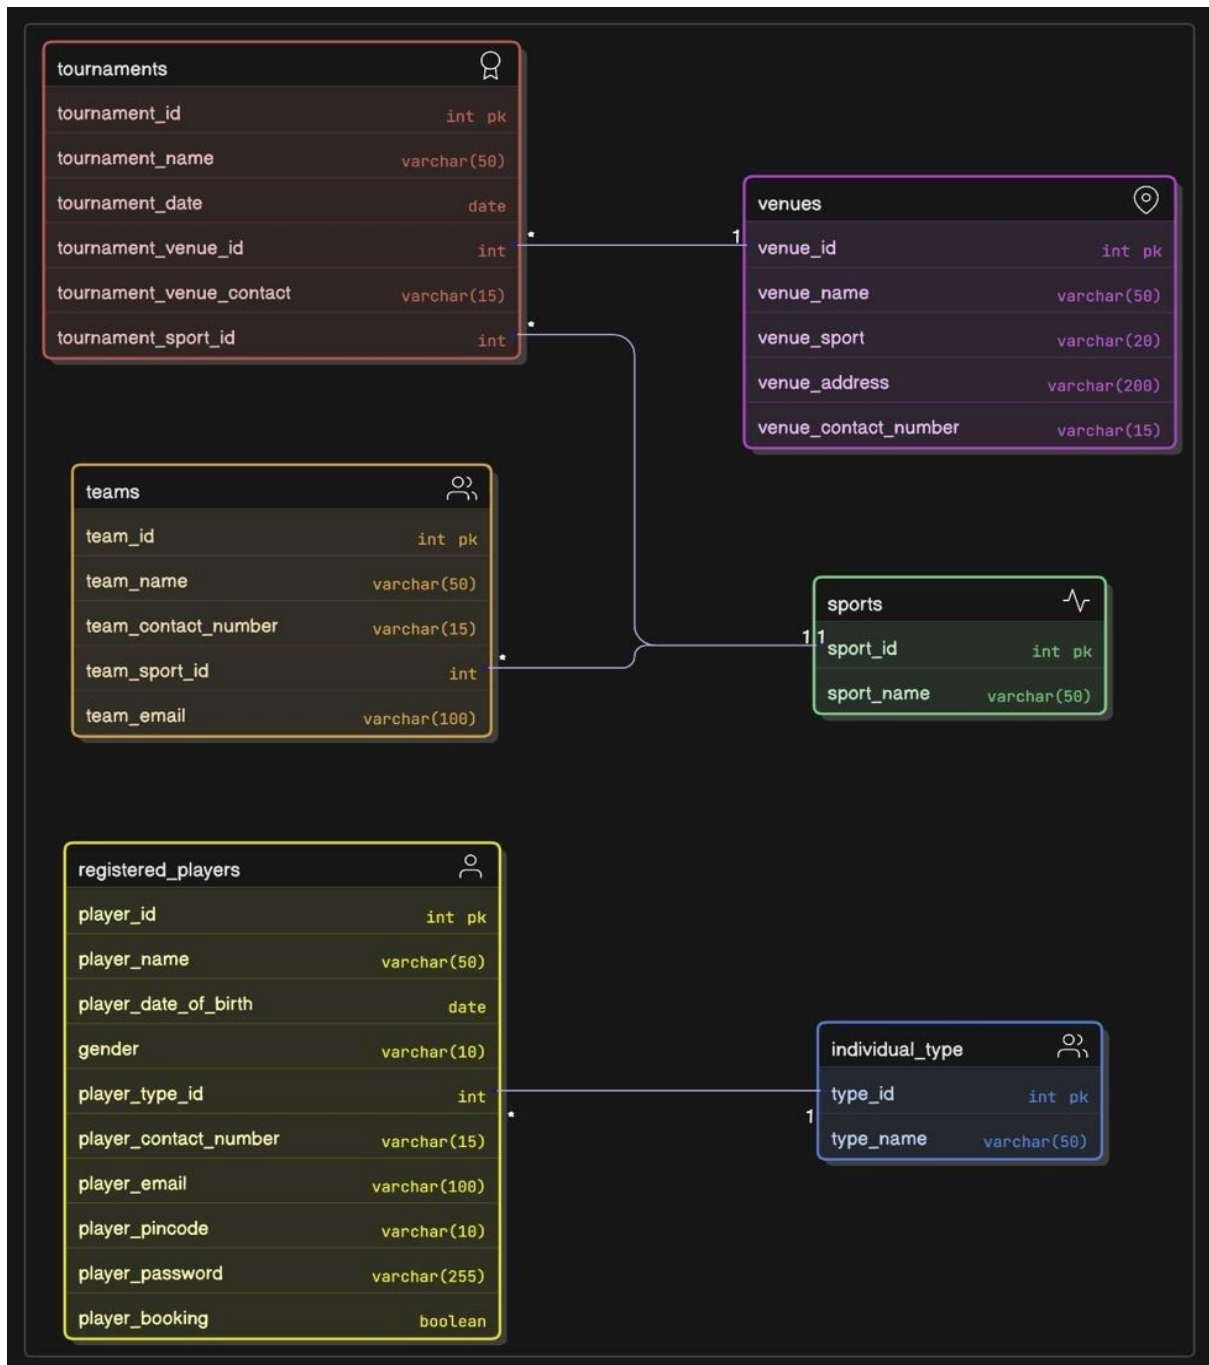 tournaments
tournament_id int pk
tournament_name varchar(50)
tournament_date date
tournament_venue_id int
tournament_venue_contact varchar(15)
tournament_sport_id int
* 1
*
venues
venue_id int pk
venue_name varchar(50)
venue_sport varchar(20)
venue_address varchar(200)
venue_contact_number varchar(15)
teams
team_id int pk
team_name varchar(50)
team_contact_number varchar(15)
team_sport_id int
team_email varchar(100)
* 1 1
sports
sport_id int pk
sport_name varchar(50)
registered_players
player_id int pk
player_name varchar(50)
player_date_of_birth date
gender varchar(10)
player_type_id int
player_contact_number varchar(15)
player_email varchar(100)
player_pincode varchar(10)
player_password varchar(255)
player_booking boolean
* 1
individual_type
type_id int pk
type_name varchar(50)